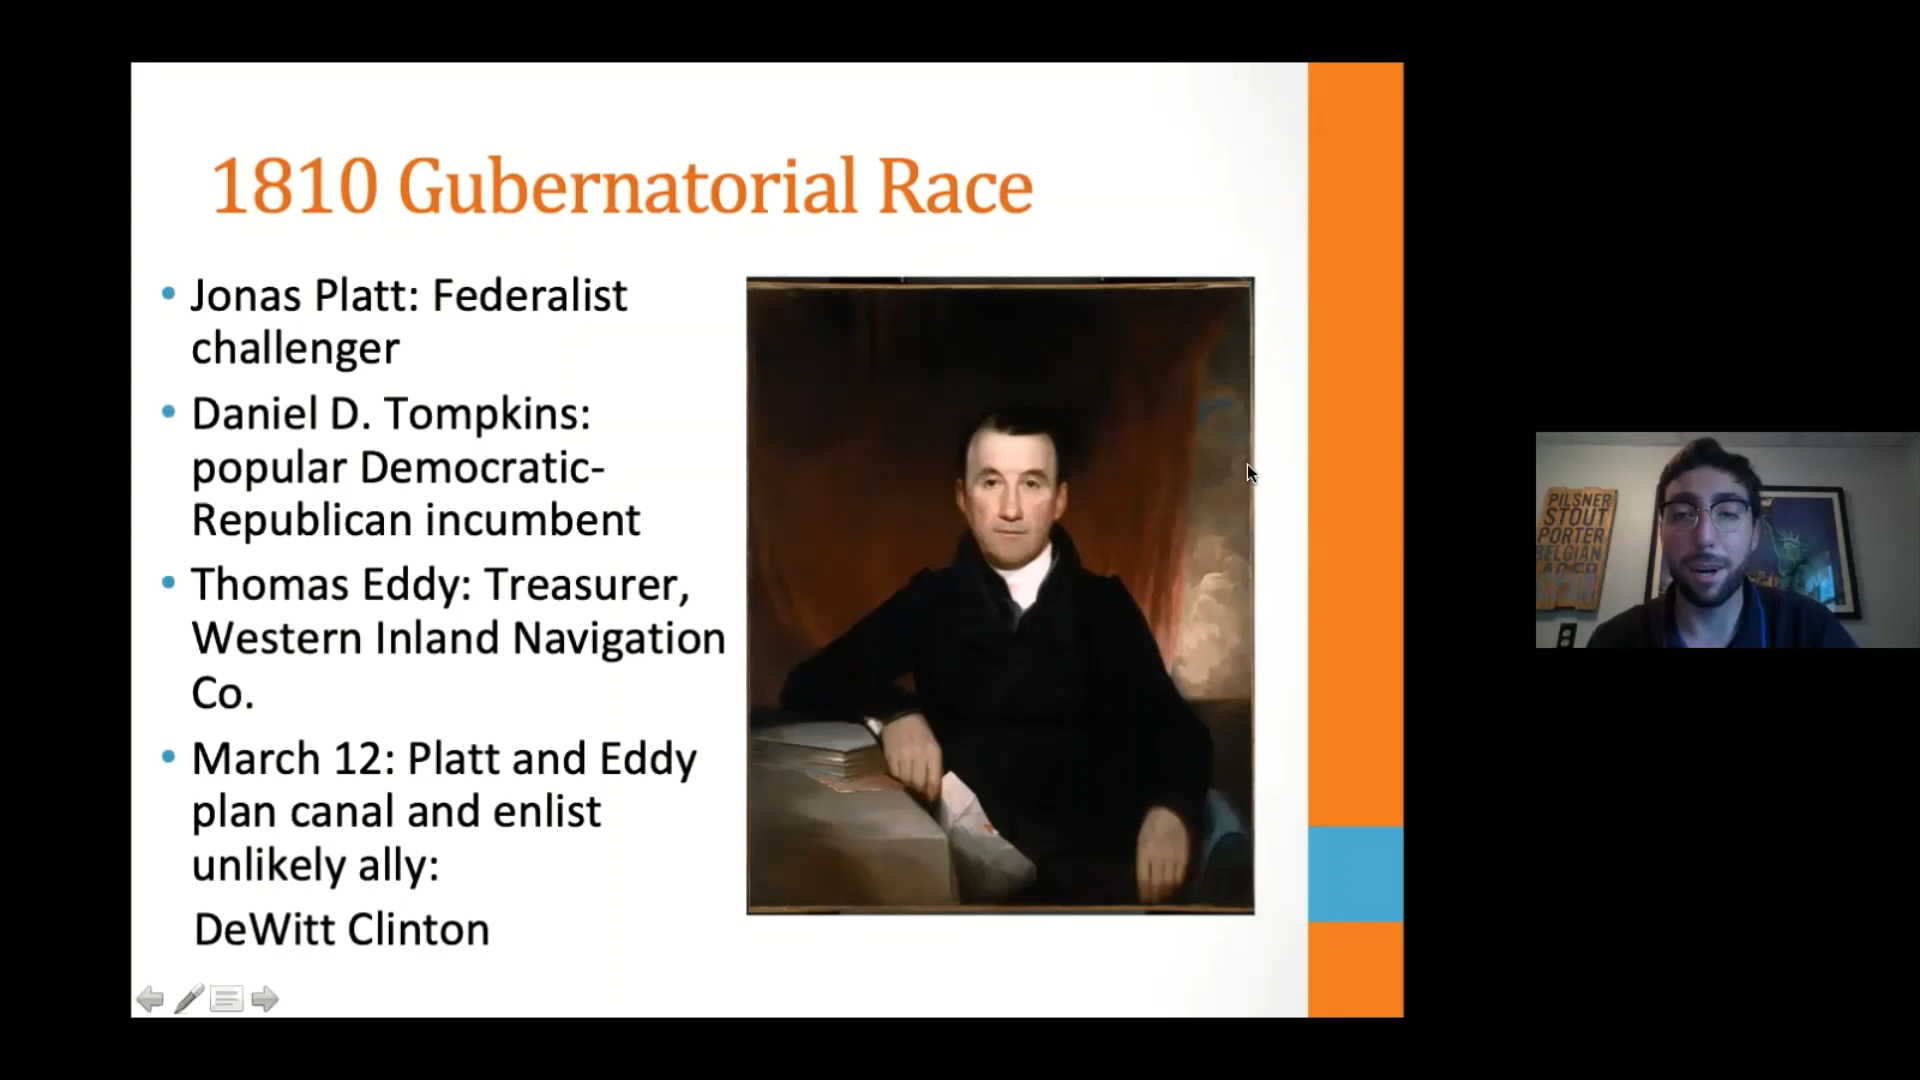 1810 Gubernatorial Race
• Jonas Platt: Federalist
challenger
• Daniel D. Tompkins:
popular Democratic-
Republican incumbent
• Thomas Eddy: Treasurer,
Western Inland Navigation
Co.
• March 12: Platt and Eddy
plan canal and enlist
unlikely ally:
DeWitt Clinton
PILSNER
STOUT
PORTER
BELGIAN